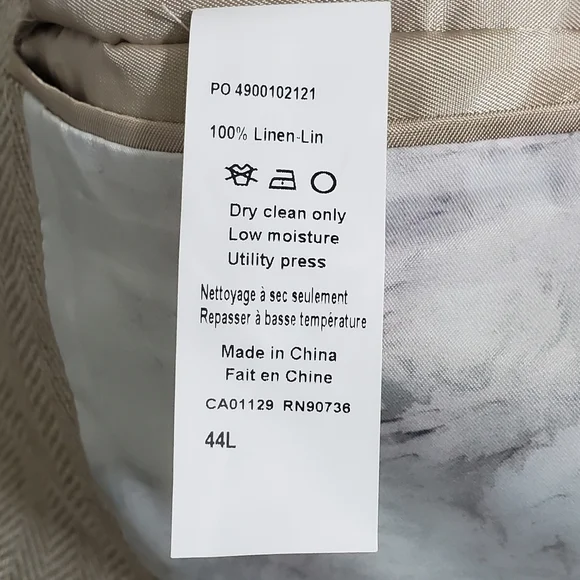 PO 4900102121
100% Linen-Lin
Dry clean only
Low moisture
Utility press
Nettoyage à sec seulement
Repasser à basse température
Made in China
Fait en Chine
CA01129 RN90736
44L